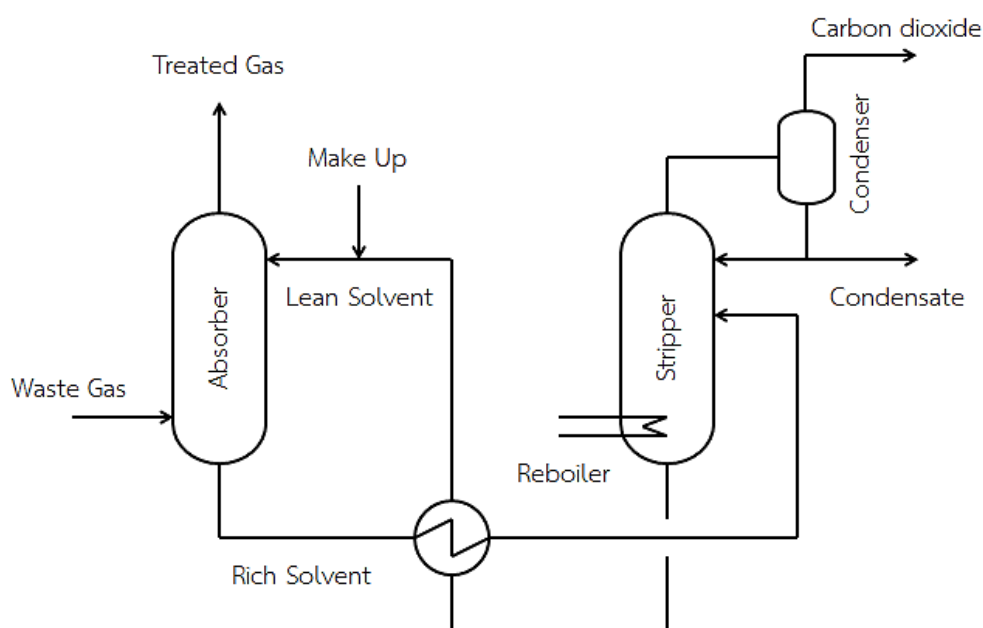 Carbon dioxide
Treated Gas
Condenser
Make Up
Absorber
Lean Solvent
Stripper
Condensate
Waste Gas
Reboiler
Rich Solvent